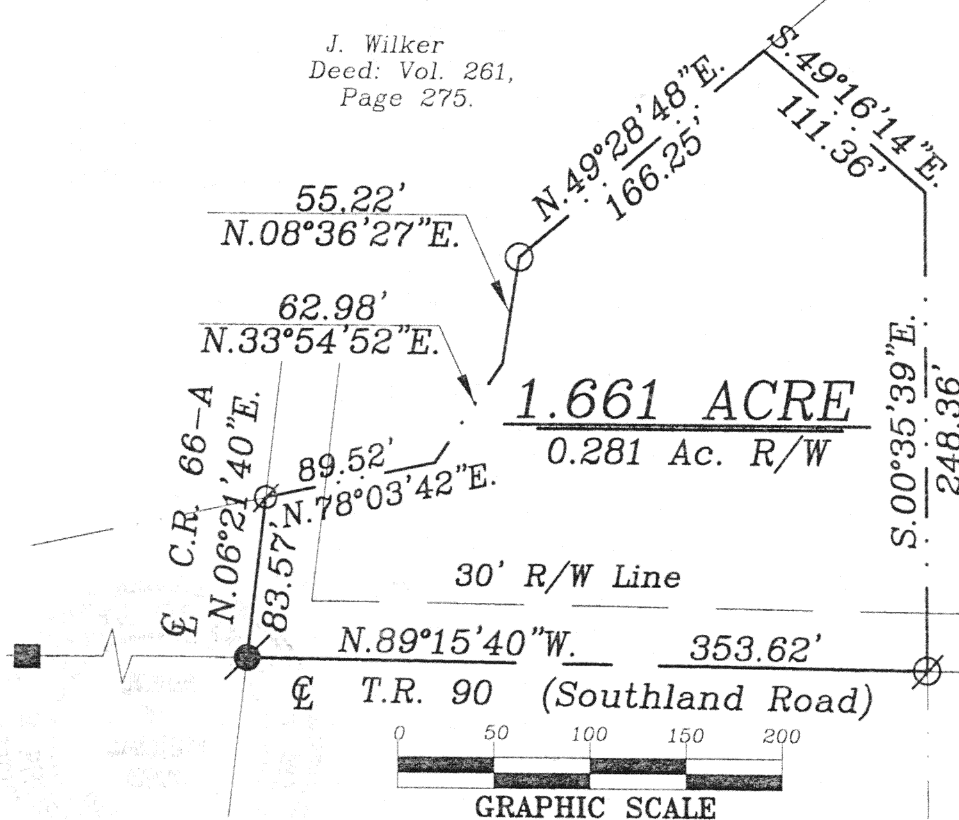 J. Wilker
Deed: Vol. 261,
Page 275.
S.49°16'14"E.
111.36'
N.49°28'48"E.
166.25'
55.22'
N.08°36'27"E.
62.98'
N.33°54'52"E.
1.661 ACRE
0.281 Ac. R/W
S.00°35'39"E.
248.36'
C.R. 66-A
N.06°21'40"E.
83.57'
89.52'
N.78°03'42"E.
30' R/W Line
N.89°15'40"W. 353.62'
℄ T.R. 90 (Southland Road)
℄
0 50 100 150 200
GRAPHIC SCALE